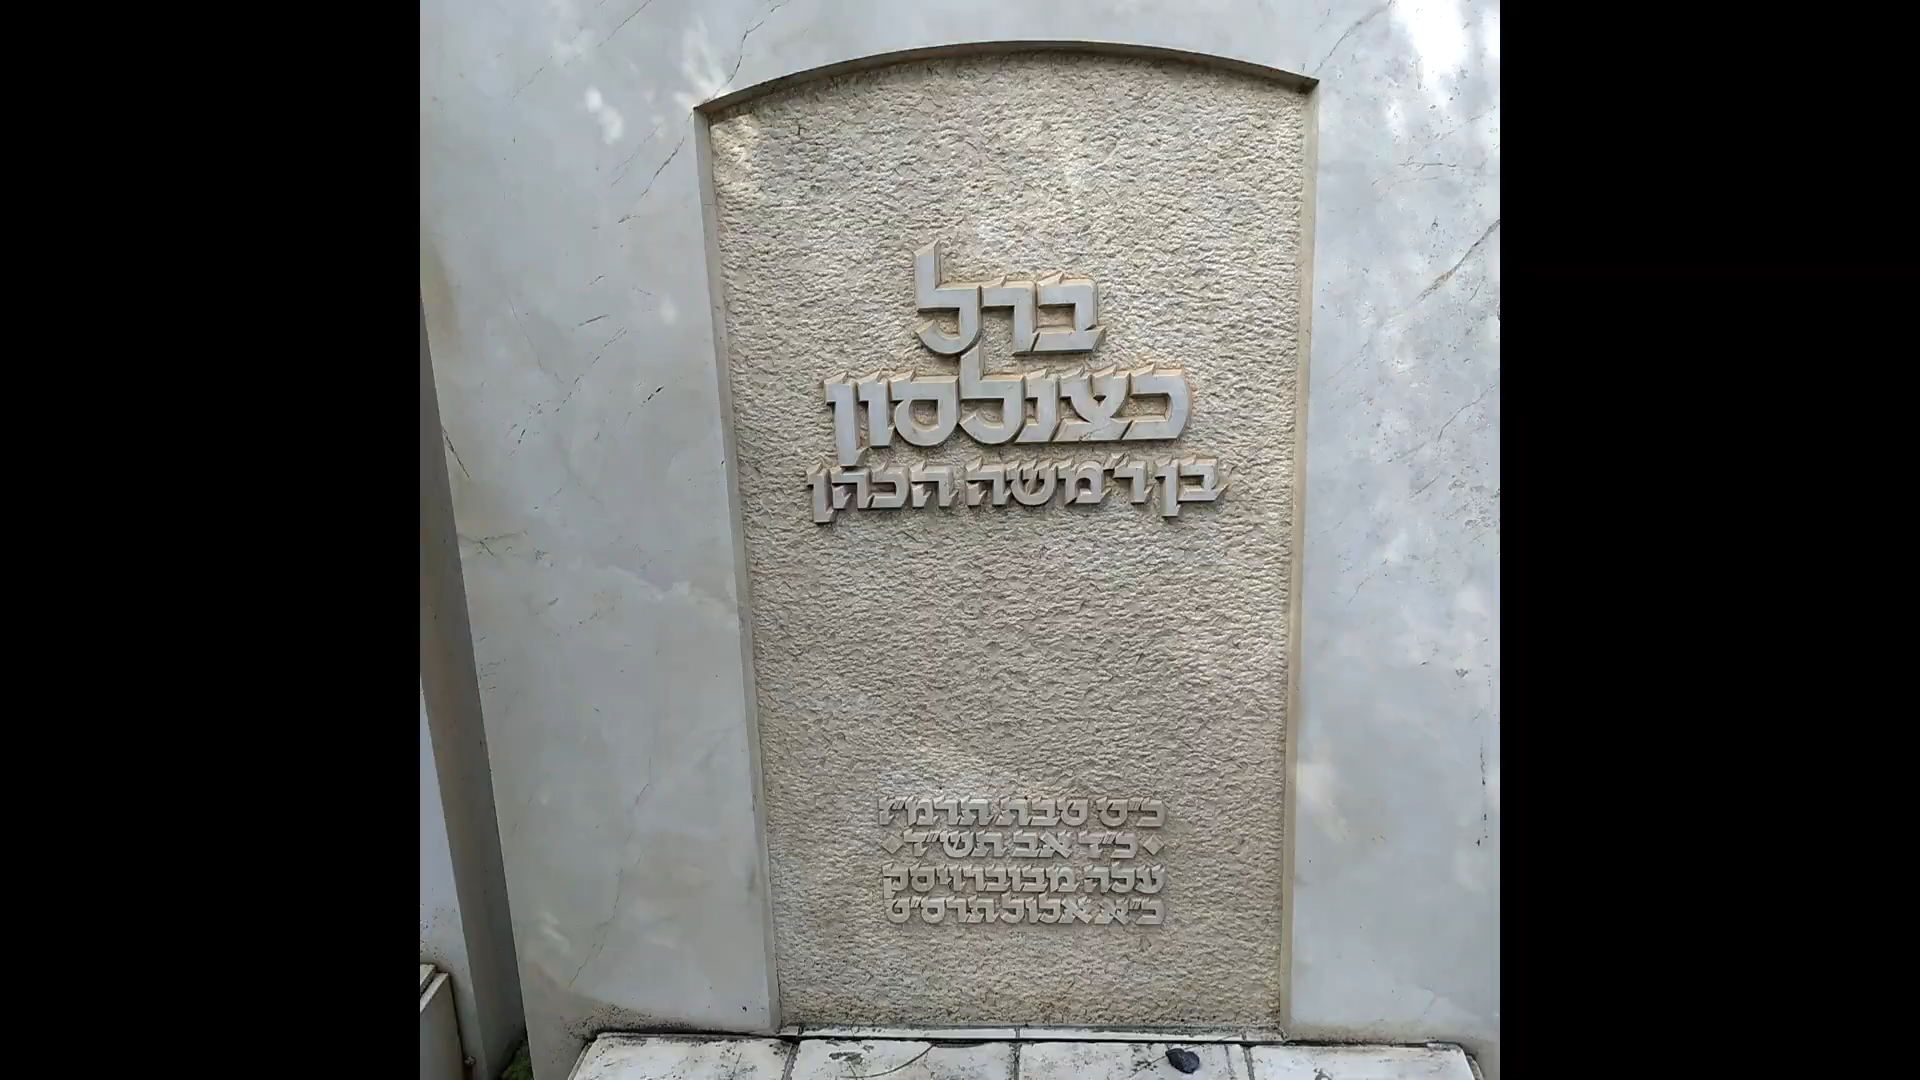 ברל
כצנלסון
בן ר' משה הכהן
כ"ט טבת תרמ"ז
כ"ד אב תש"ד
עלה מבוברויסק
כ"א אלול תרס"ט